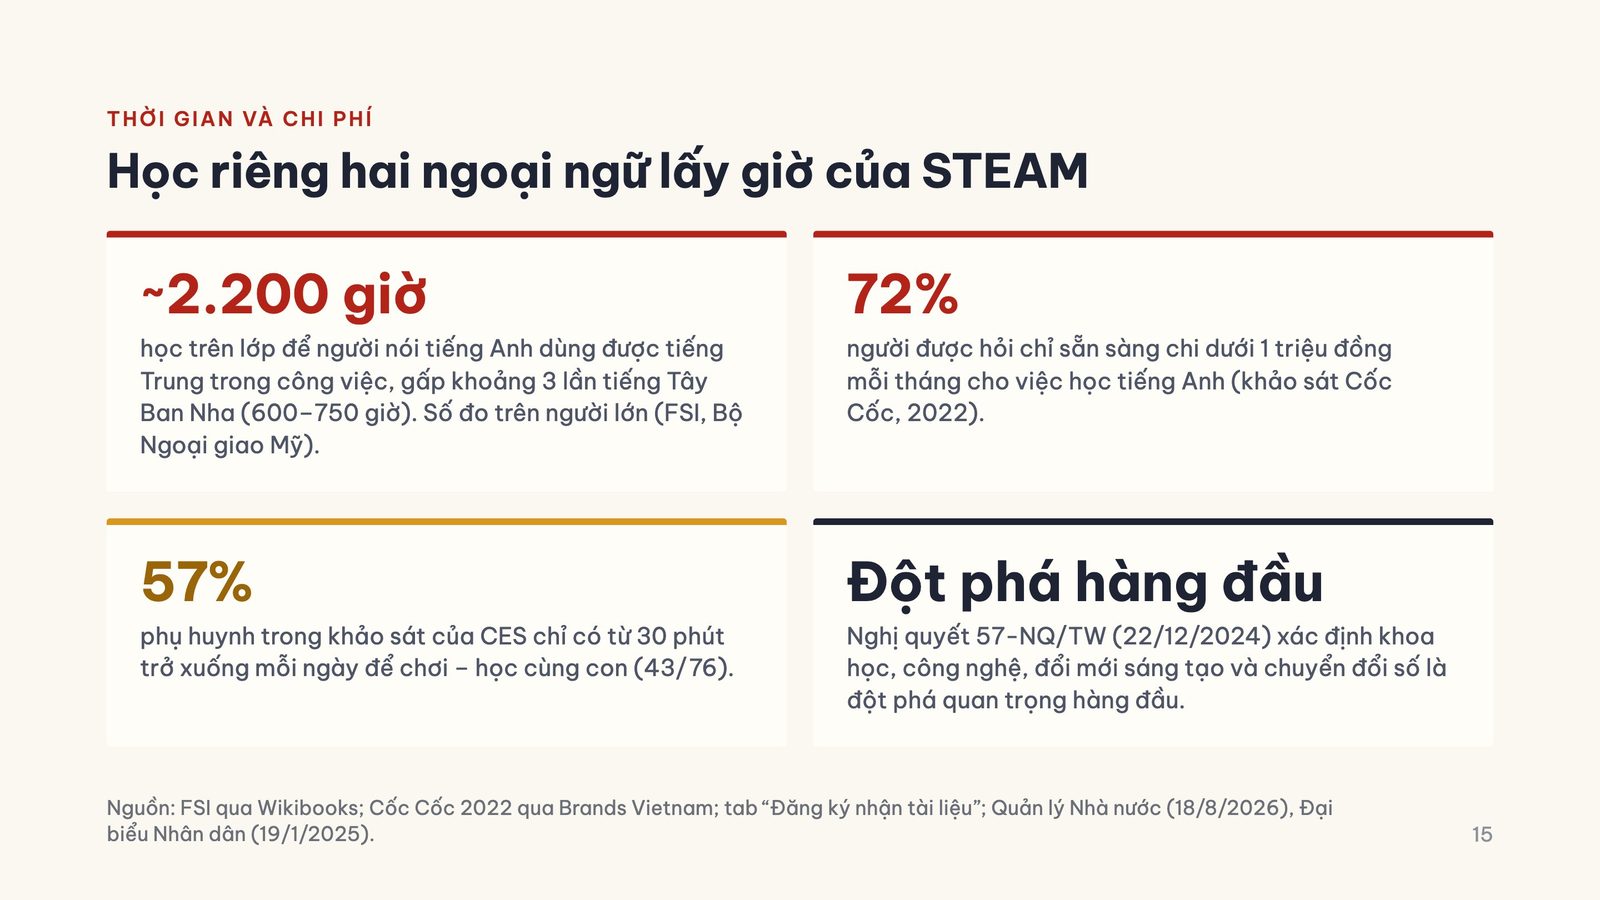 THỜI GIAN VÀ CHI PHÍ
Học riêng hai ngoại ngữ lấy giờ của STEAM
~2.200 giờ
học trên lớp để người nói tiếng Anh dùng được tiếng
Trung trong công việc, gấp khoảng 3 lần tiếng Tây
Ban Nha (600–750 giờ). Số đo trên người lớn (FSI, Bộ
Ngoại giao Mỹ).
72%
người được hỏi chỉ sẵn sàng chi dưới 1 triệu đồng
mỗi tháng cho việc học tiếng Anh (khảo sát Cốc
Cốc, 2022).
57%
phụ huynh trong khảo sát của CES chỉ có từ 30 phút
trở xuống mỗi ngày để chơi – học cùng con (43/76).
Đột phá hàng đầu
Nghị quyết 57-NQ/TW (22/12/2024) xác định khoa
học, công nghệ, đổi mới sáng tạo và chuyển đổi số là
đột phá quan trọng hàng đầu.
Nguồn: FSI qua Wikibooks; Cốc Cốc 2022 qua Brands Vietnam; tab “Đăng ký nhận tài liệu”; Quản lý Nhà nước (18/8/2026), Đại
biểu Nhân dân (19/1/2025).
15